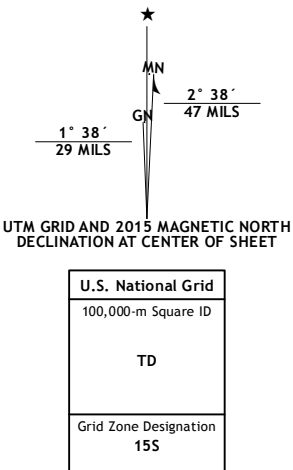 ★
MN
GN
2° 38´
47 MILS
1° 38´
29 MILS
UTM GRID AND 2015 MAGNETIC NORTH
DECLINATION AT CENTER OF SHEET
U.S. National Grid
100,000-m Square ID
TD
Grid Zone Designation
15S